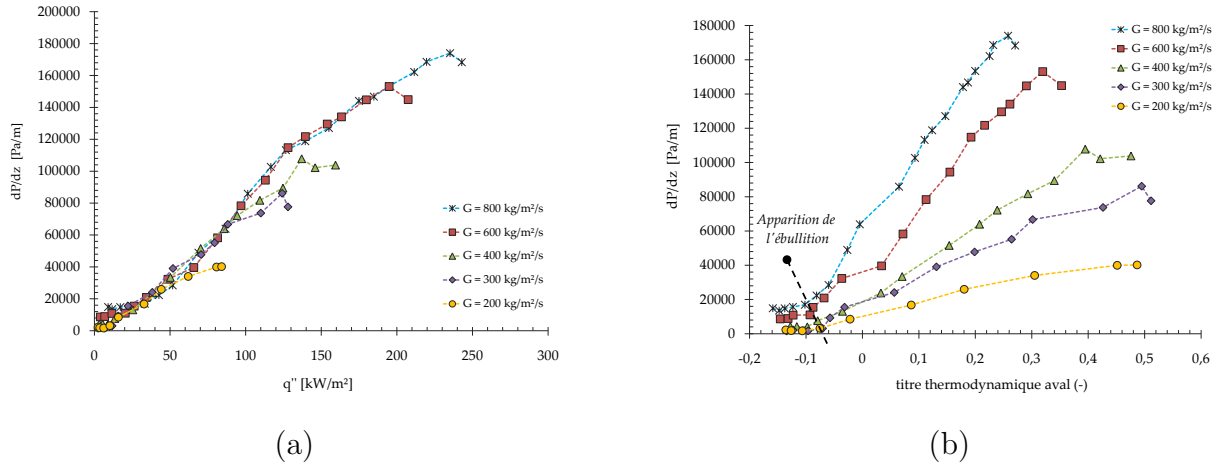 200000
180000
160000
140000
120000
100000
80000
60000
40000
20000
0
dP/dz [Pa/m]
0
50
100
150
200
250
300
q'' [kW/m²]
G = 800 kg/m²/s
G = 600 kg/m²/s
G = 400 kg/m²/s
G = 300 kg/m²/s
G = 200 kg/m²/s
(a)
180000
160000
140000
120000
100000
80000
60000
40000
20000
0
dP/dz [Pa/m]
-0,2
-0,1
0
0,1
0,2
0,3
0,4
0,5
0,6
titre thermodynamique aval (-)
G = 800 kg/m²/s
G = 600 kg/m²/s
G = 400 kg/m²/s
G = 300 kg/m²/s
G = 200 kg/m²/s
Apparition de
l'ébullition
(b)